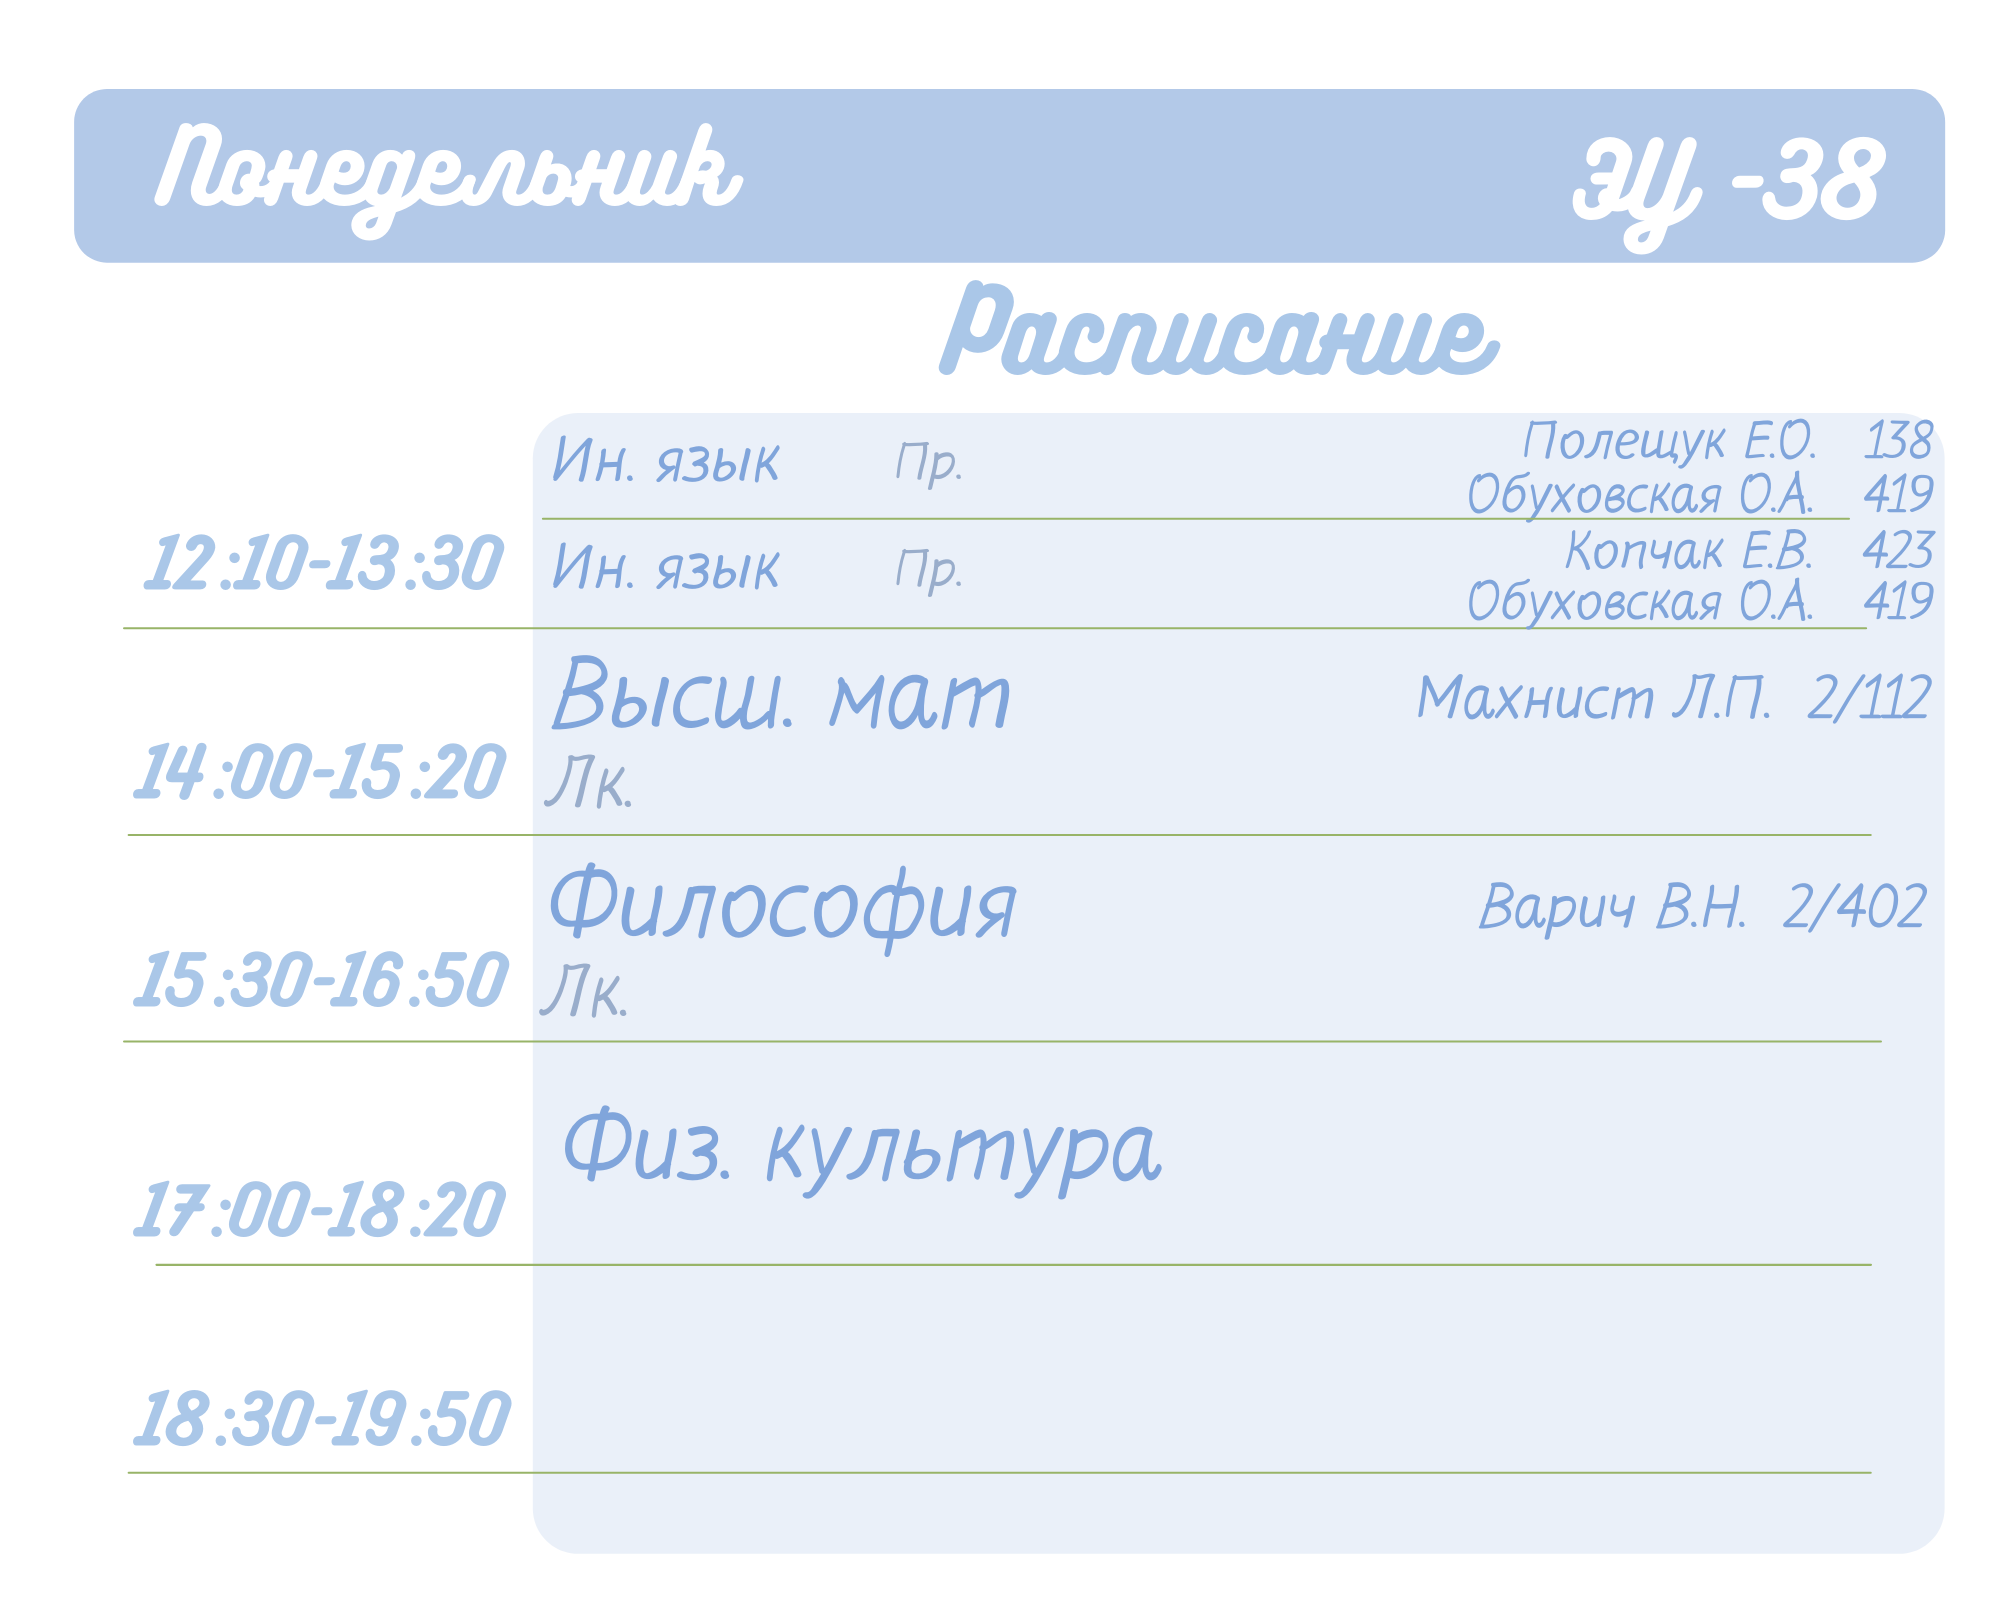 Понедельник ЭЦ -38
Расписание
12:10-13:30
Ин. язык Пр. Полещук Е.О. 138
Обуховская О.А. 419
Ин. язык Пр. Копчак Е.В. 423
Обуховская О.А. 419
14:00-15:20
Высш. мат Махнист Л.П. 2/112
Лк.
15:30-16:50
Философия Варич В.Н. 2/402
Лк.
17:00-18:20
Физ. культура
18:30-19:50